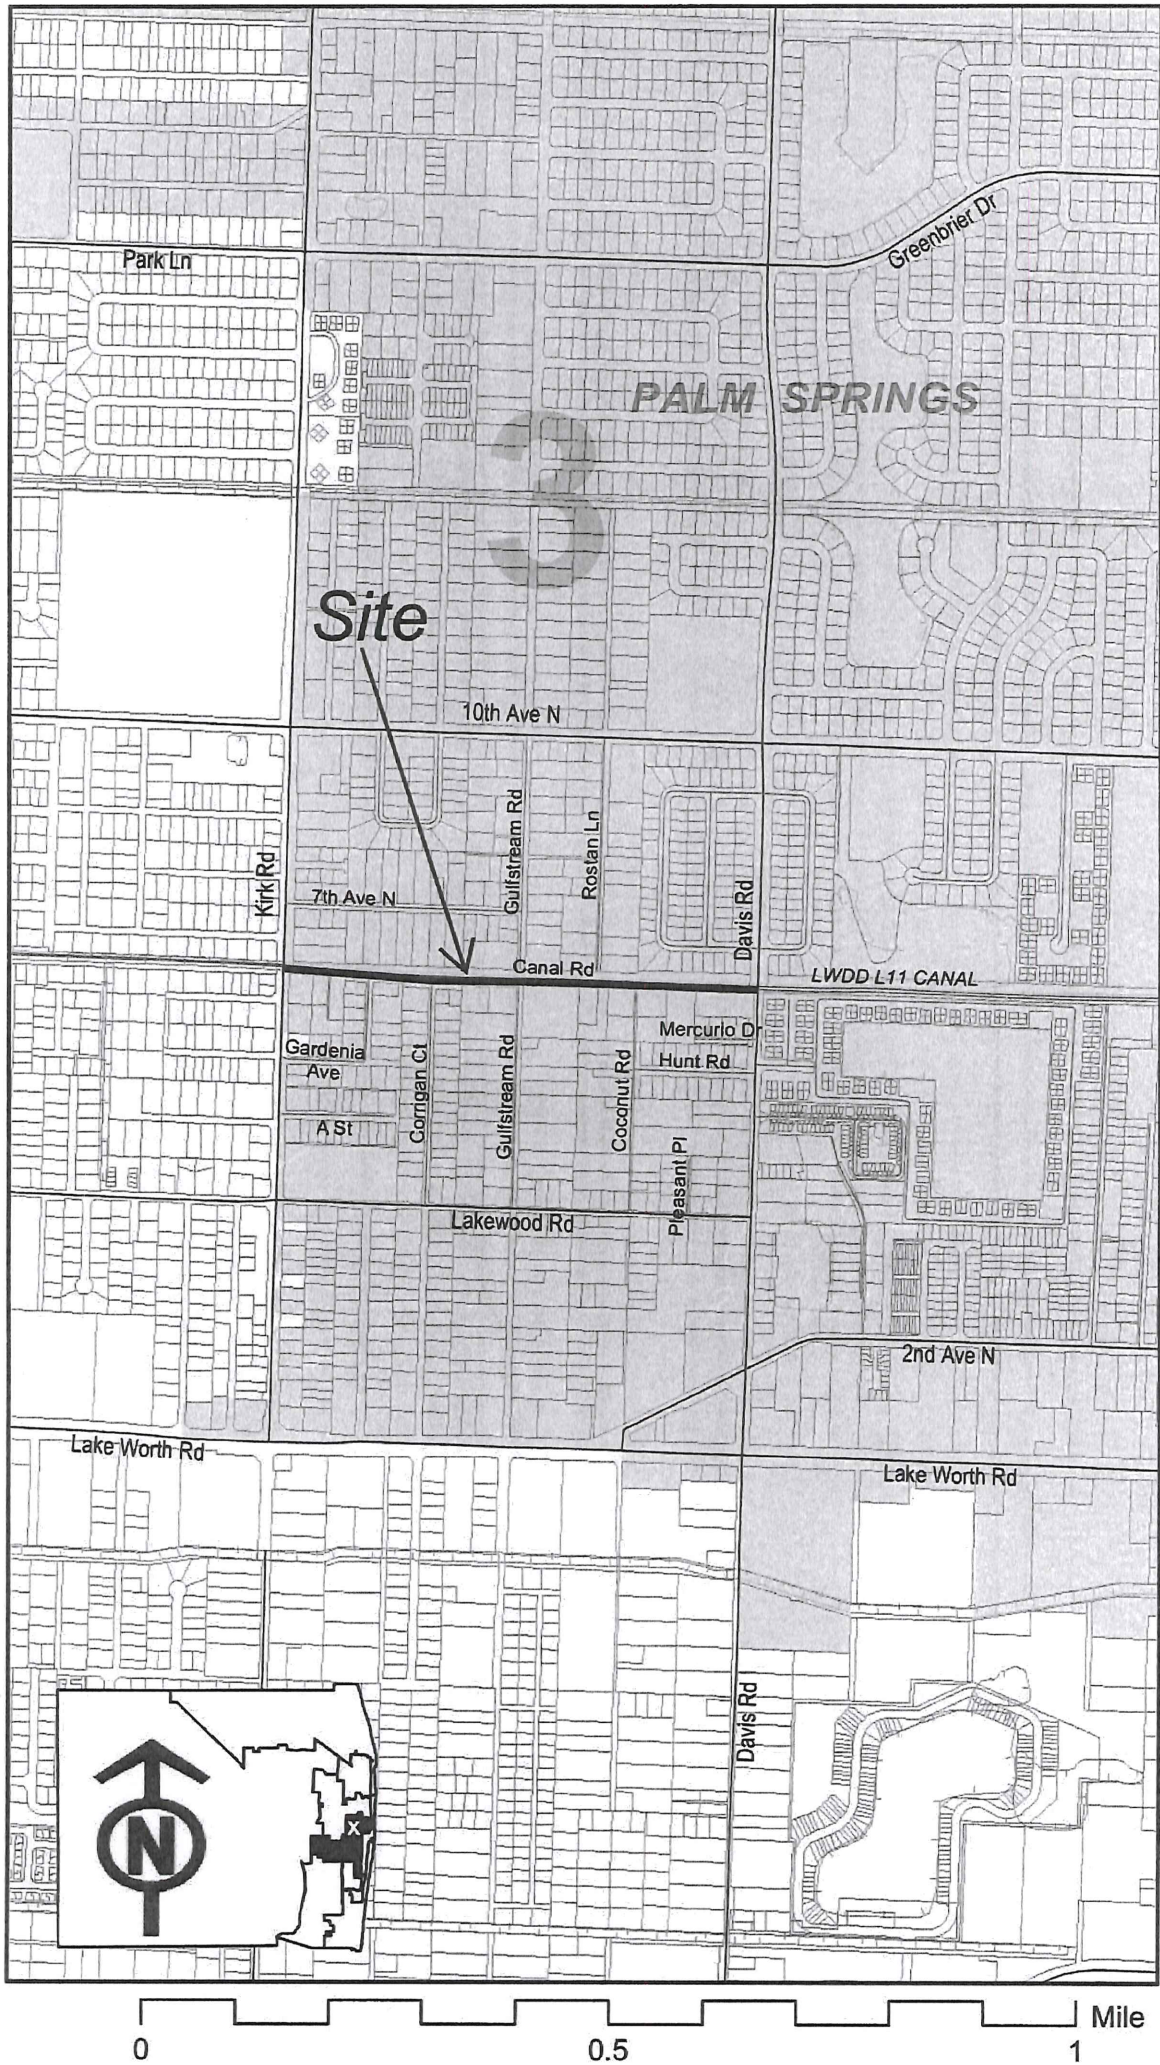 Park Ln
Greenbrier Dr
PALM SPRINGS
3
Site
10th Ave N
Kirk Rd
7th Ave N
Gulfstream Rd
Rostan Ln
Davis Rd
Canal Rd
LWDD L11 CANAL
Gardenia
Ave
A St
Corrigan Ct
Gulfstream Rd
Coconut Rd
Mercurio Dr
Hunt Rd
Pleasant Pl
Lakewood Rd
2nd Ave N
Lake Worth Rd
Lake Worth Rd
Davis Rd
N
x
0 0.5 1 Mile